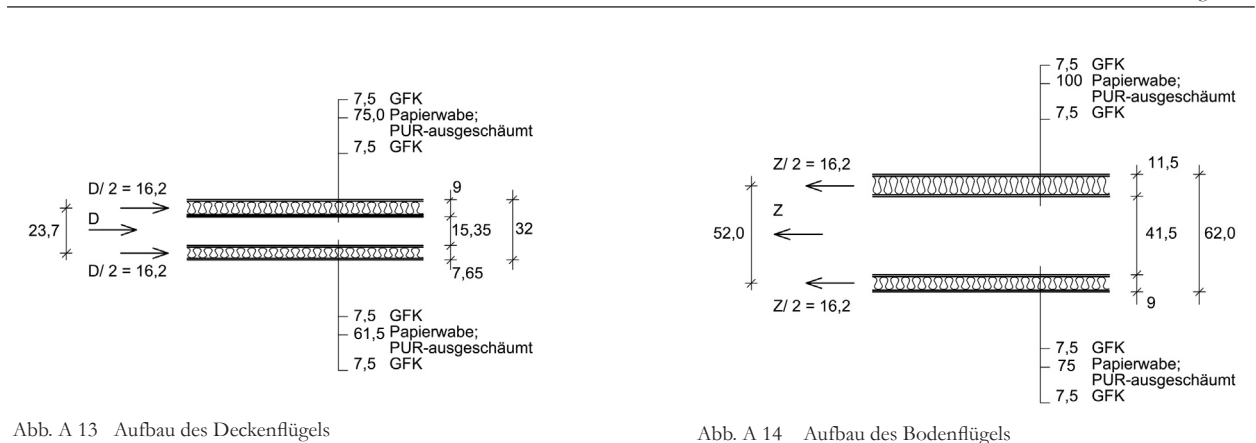 7,5 GFK
75,0 Papierwabe;
PUR-ausgeschäumt
7,5 GFK
D/ 2 = 16,2
D
23,7
D/ 2 = 16,2
9
15,35
32
7,65
7,5 GFK
61,5 Papierwabe;
PUR-ausgeschäumt
7,5 GFK
Abb. A 13 Aufbau des Deckenflügels
7,5 GFK
100 Papierwabe;
PUR-ausgeschäumt
7,5 GFK
Z/ 2 = 16,2
Z
52,0
Z/ 2 = 16,2
11,5
41,5
62,0
9
7,5 GFK
75 Papierwabe;
PUR-ausgeschäumt
7,5 GFK
Abb. A 14 Aufbau des Bodenflügels